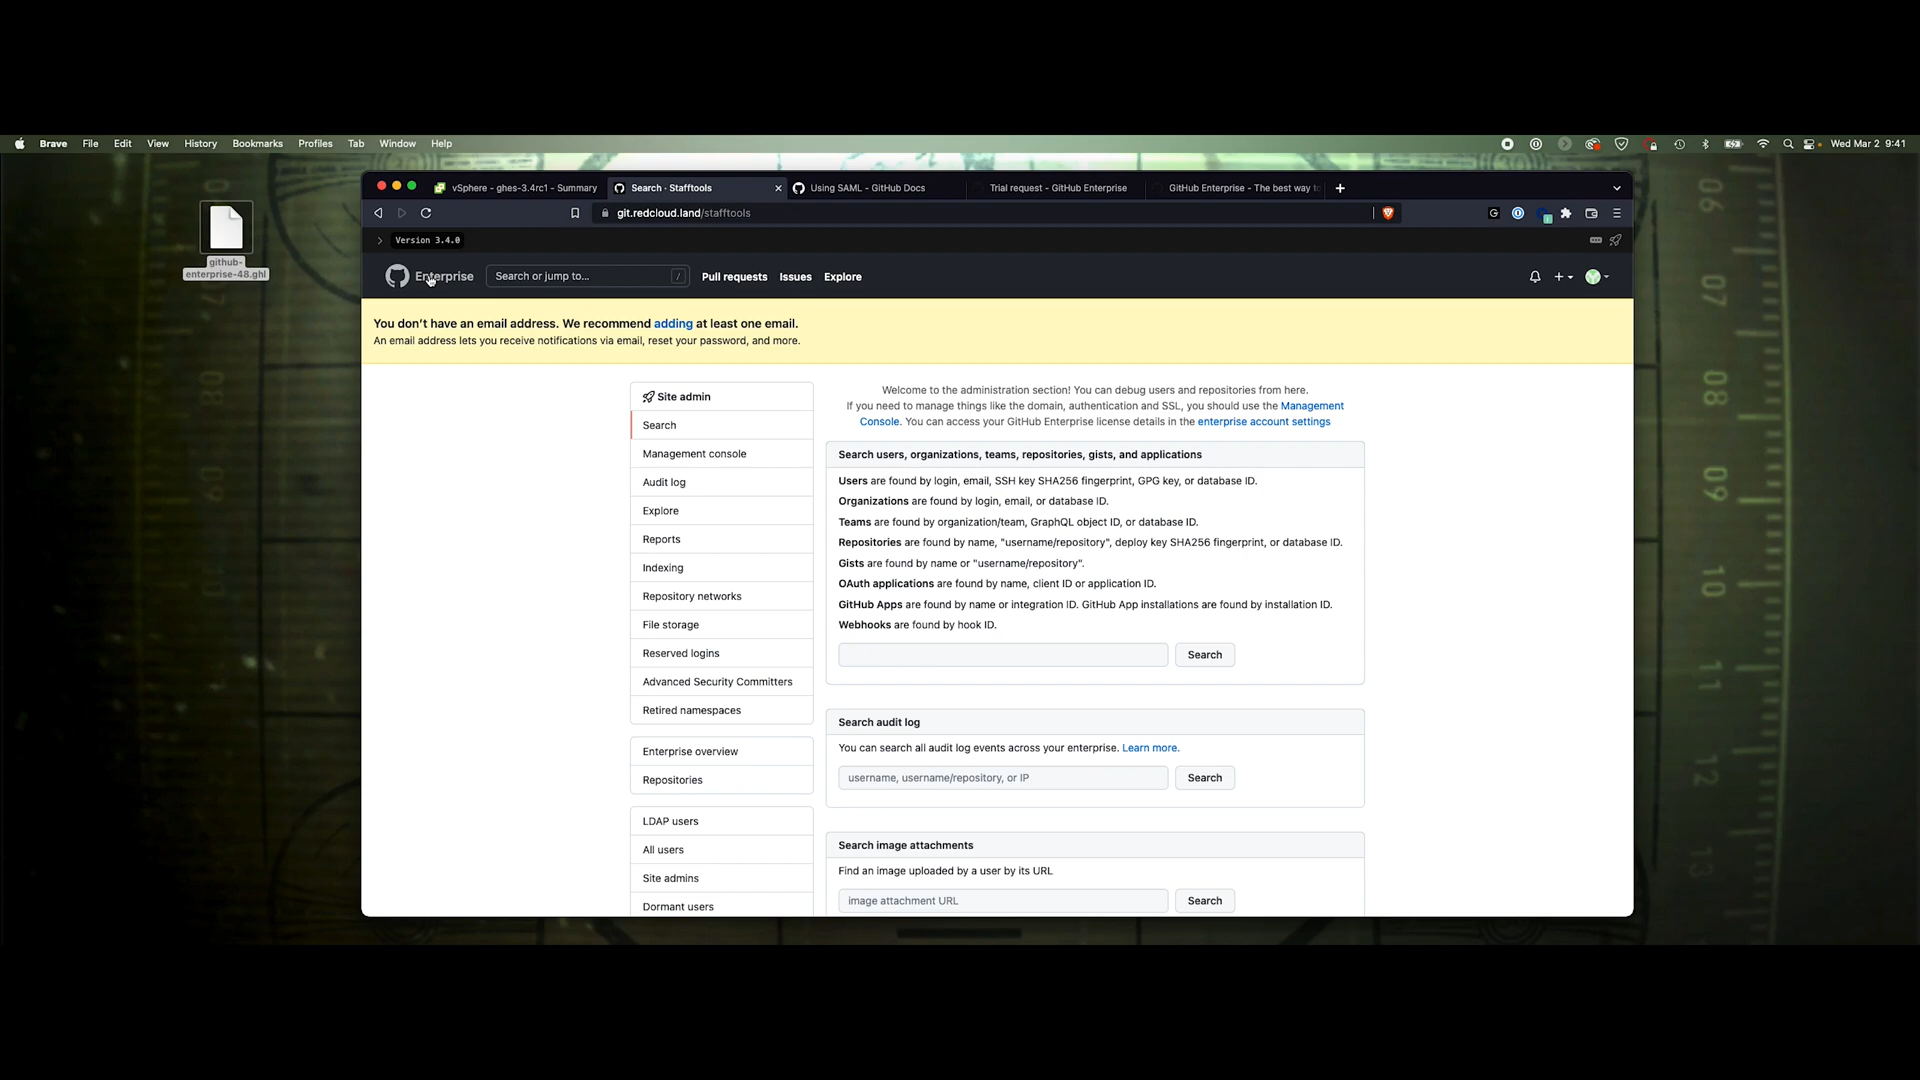 Brave File Edit View History Bookmarks Profiles Tab Window Help
Wed Mar 2 9:41
github-
enterprise-48.ghl
vSphere - ghes-3.4rc1 - Summary
Search · Stafftools
Using SAML - GitHub Docs
Trial request - GitHub Enterprise
GitHub Enterprise - The best way to
git.redcloud.land/stafftools
Version 3.4.0
Enterprise
Search or jump to...
/
Pull requests Issues Explore
You don't have an email address. We recommend adding at least one email.
An email address lets you receive notifications via email, reset your password, and more.
Site admin
Search
Management console
Audit log
Explore
Reports
Indexing
Repository networks
File storage
Reserved logins
Advanced Security Committers
Retired namespaces
Enterprise overview
Repositories
LDAP users
All users
Site admins
Dormant users
Welcome to the administration section! You can debug users and repositories from here.
If you need to manage things like the domain, authentication and SSL, you should use the Management
Console. You can access your GitHub Enterprise license details in the enterprise account settings
Search users, organizations, teams, repositories, gists, and applications
Users are found by login, email, SSH key SHA256 fingerprint, GPG key, or database ID.
Organizations are found by login, email, or database ID.
Teams are found by organization/team, GraphQL object ID, or database ID.
Repositories are found by name, "username/repository", deploy key SHA256 fingerprint, or database ID.
Gists are found by name or "username/repository".
OAuth applications are found by name, client ID or application ID.
GitHub Apps are found by name or integration ID. GitHub App installations are found by installation ID.
Webhooks are found by hook ID.
Search
Search audit log
You can search all audit log events across your enterprise. Learn more.
username, username/repository, or IP
Search
Search image attachments
Find an image uploaded by a user by its URL
image attachment URL
Search
06
07
08
09
10
11
12
13